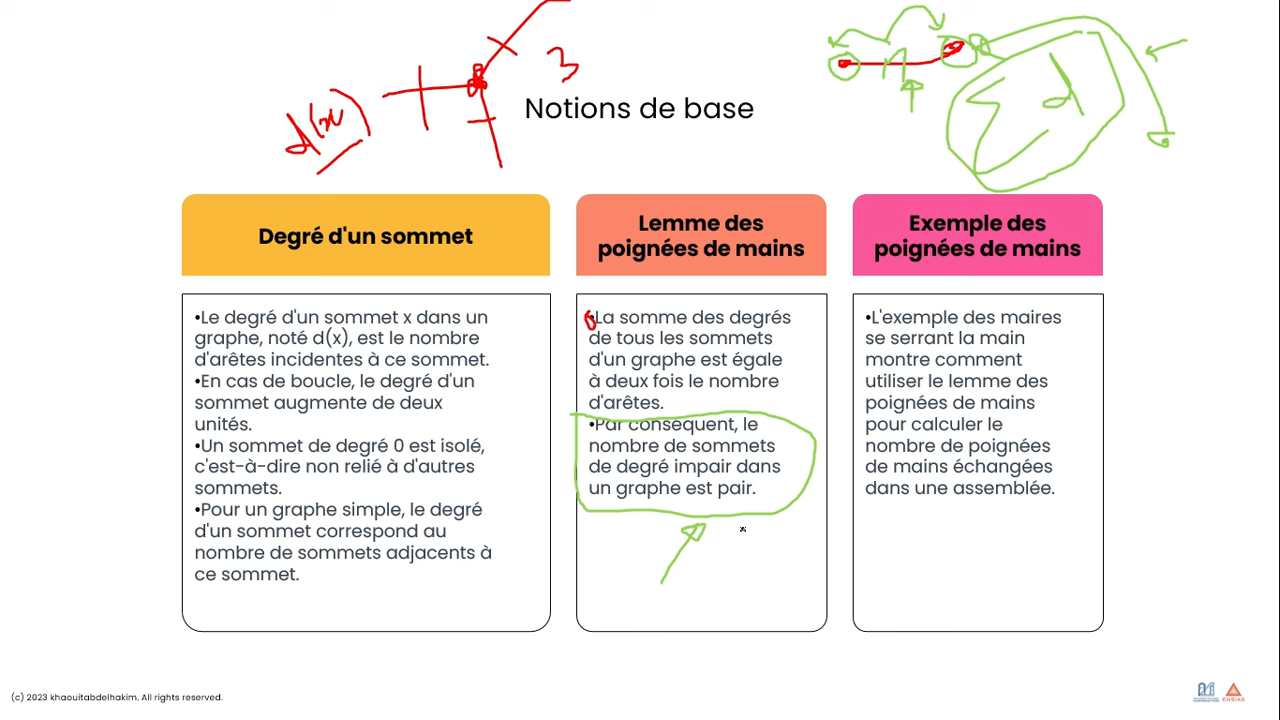 d(x)
3
Notions de base
Degré d'un sommet
•Le degré d'un sommet x dans un
graphe, noté d(x), est le nombre
d'arêtes incidentes à ce sommet.
•En cas de boucle, le degré d'un
sommet augmente de deux
unités.
•Un sommet de degré 0 est isolé,
c'est-à-dire non relié à d'autres
sommets.
•Pour un graphe simple, le degré
d'un sommet correspond au
nombre de sommets adjacents à
ce sommet.
Lemme des
poignées de mains
•La somme des degrés
de tous les sommets
d'un graphe est égale
à deux fois le nombre
d'arêtes.
•Par conséquent, le
nombre de sommets
de degré impair dans
un graphe est pair.
Exemple des
poignées de mains
•L'exemple des maires
se serrant la main
montre comment
utiliser le lemme des
poignées de mains
pour calculer le
nombre de poignées
de mains échangées
dans une assemblée.
(c) 2023 khaouitabdelhakim. All rights reserved.
ENSIAS